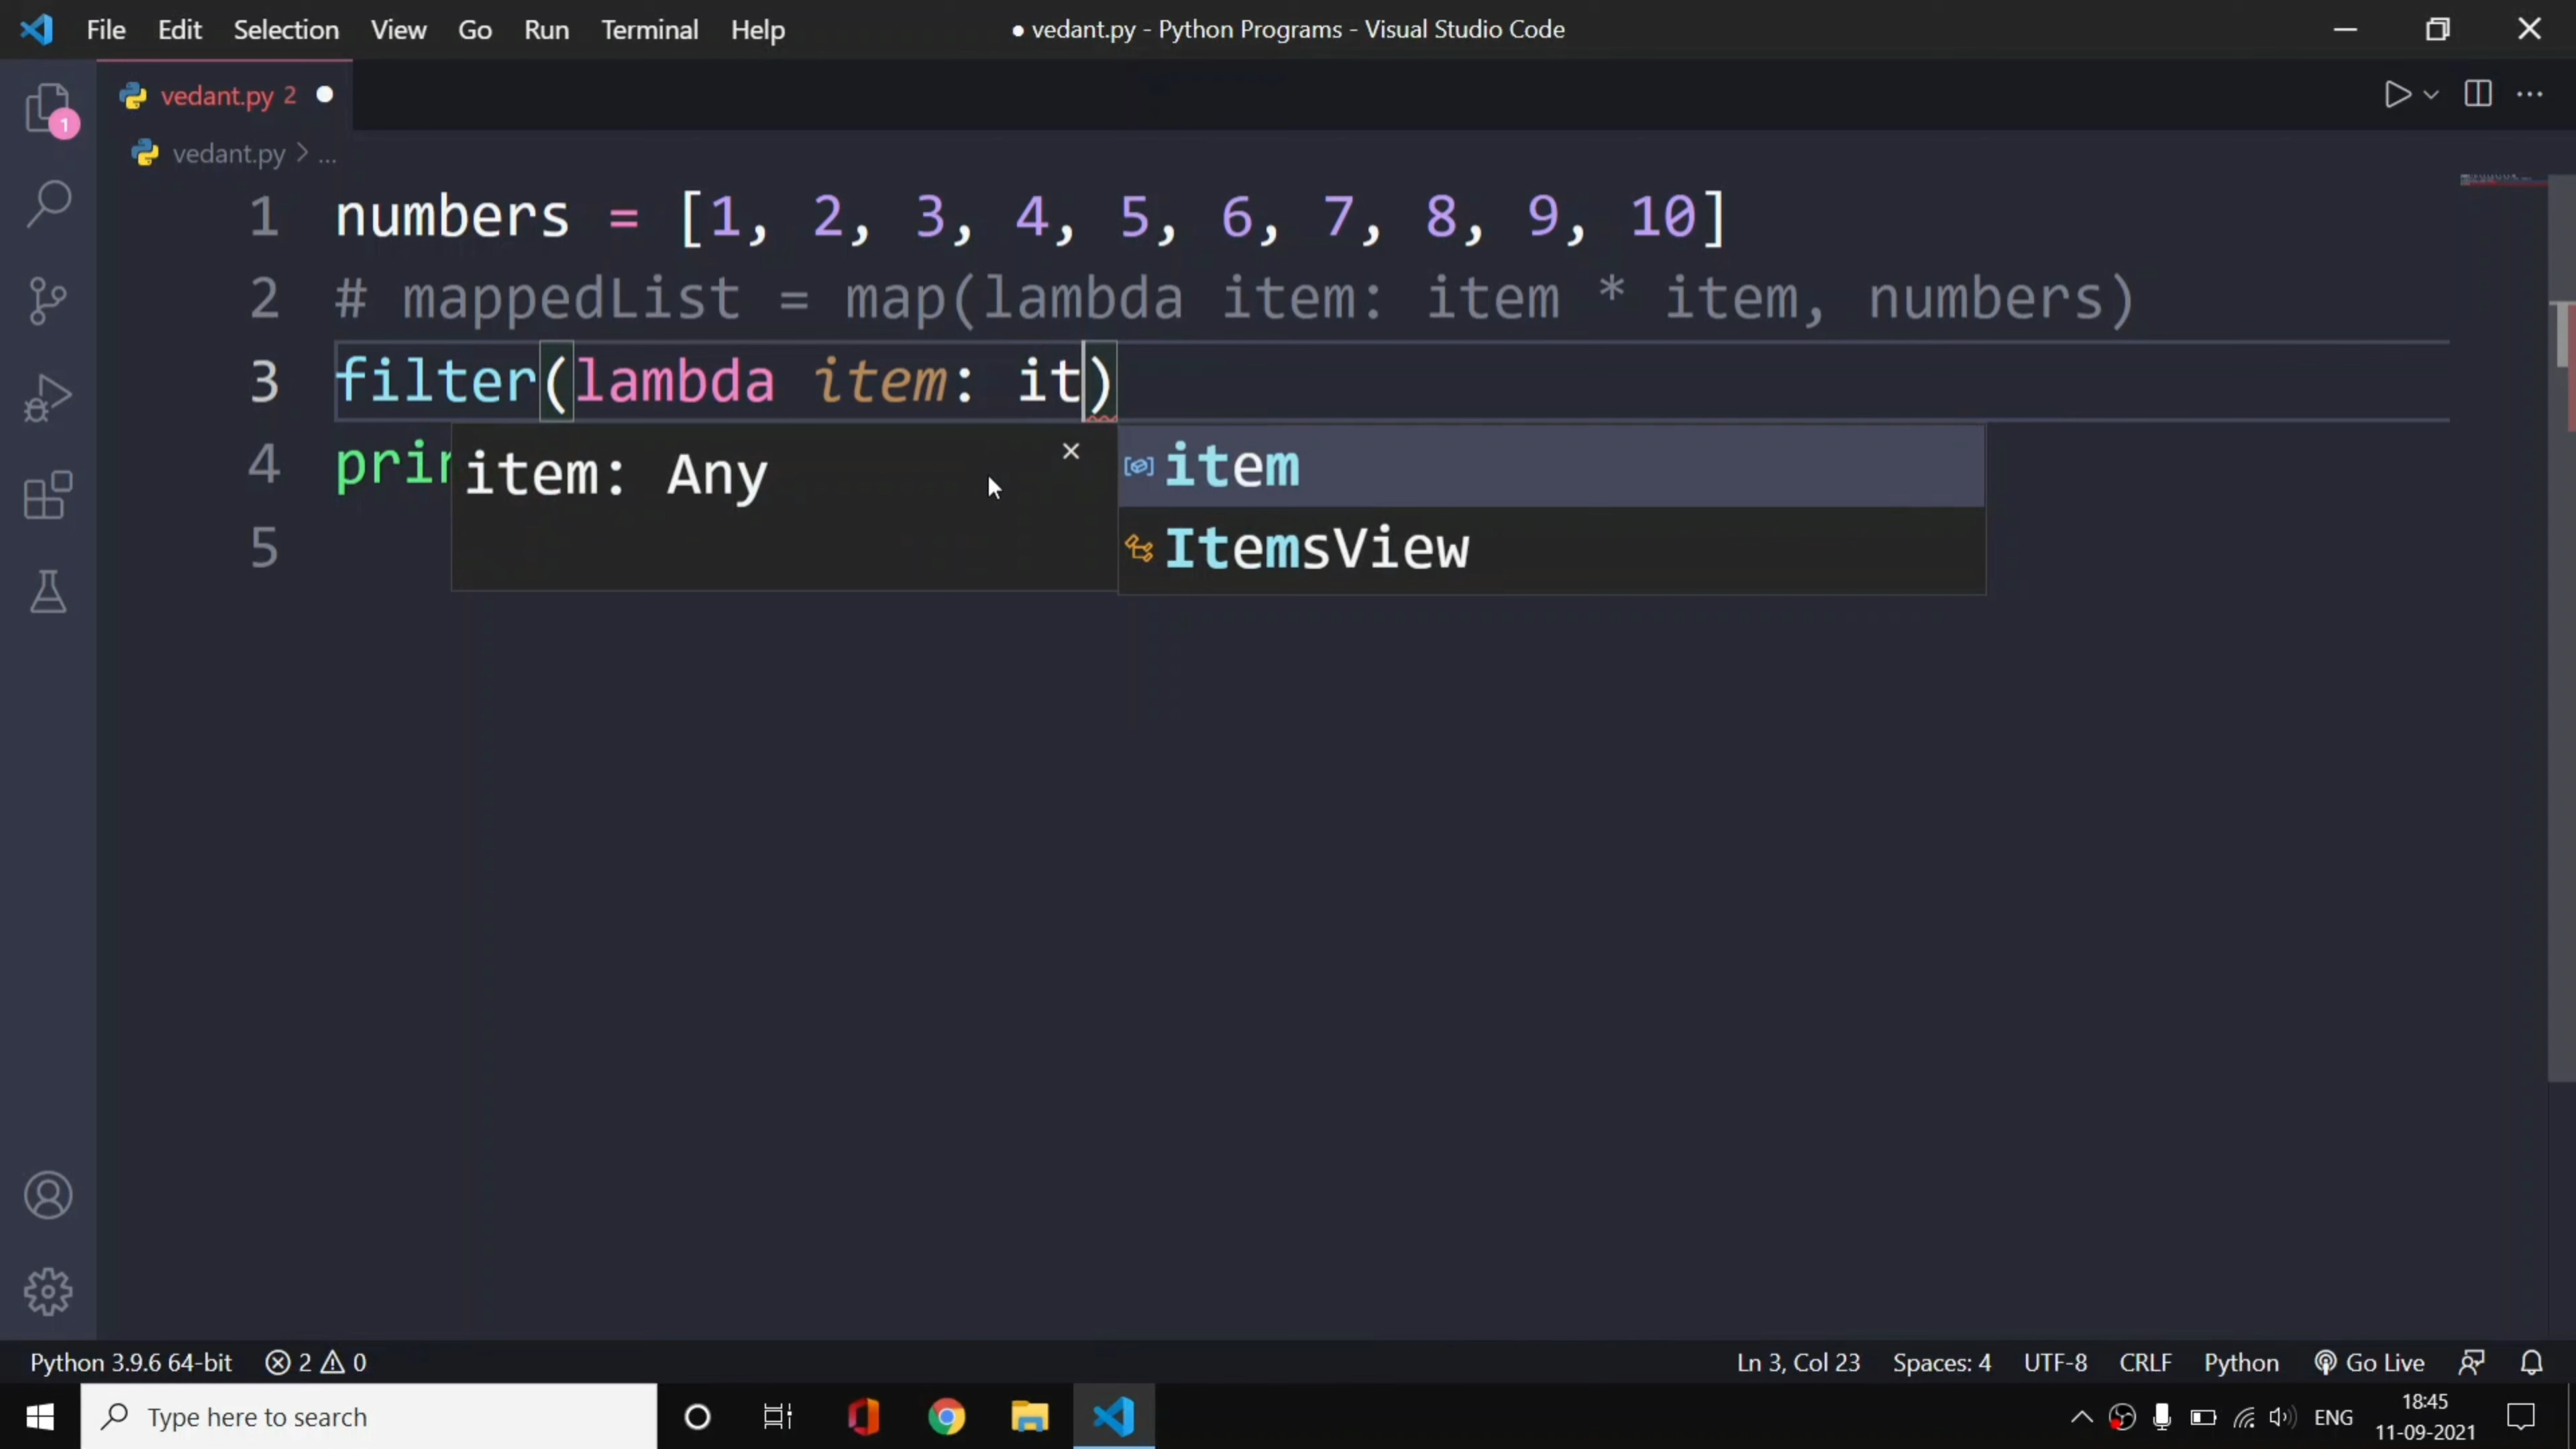 File Edit Selection View Go Run Terminal Help ● vedant.py - Python Programs - Visual Studio Code
vedant.py 2
vedant.py > ...
1 numbers = [1, 2, 3, 4, 5, 6, 7, 8, 9, 10]
2 # mappedList = map(lambda item: item * item, numbers)
3 filter(lambda item: it)
4 prin
item: Any
item
ItemsView
5
1
Python 3.9.6 64-bit 2 0 Ln 3, Col 23 Spaces: 4 UTF-8 CRLF Python Go Live
Type here to search ENG 18:45
11-09-2021